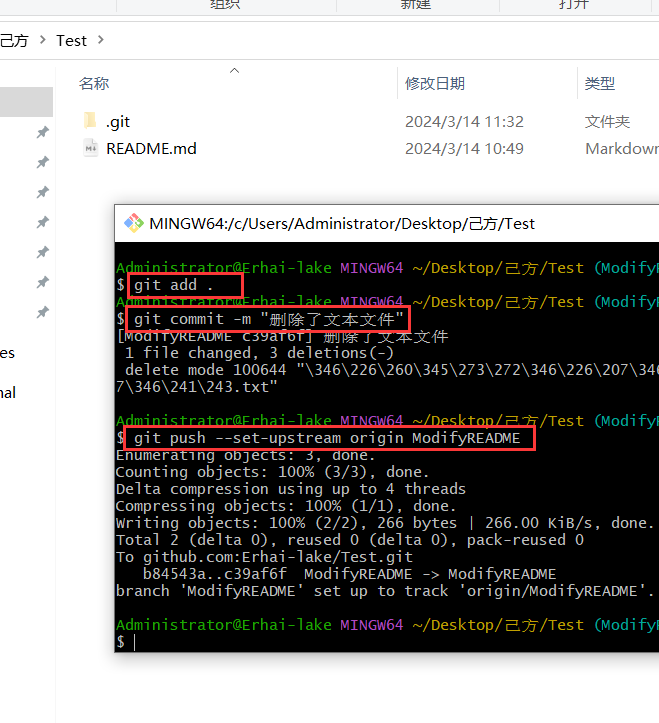 组织 新建 打开
己方 > Test >
名称 修改日期 类型
.git 2024/3/14 11:32 文件夹
README.md 2024/3/14 10:49 Markdown
MINGW64:/c/Users/Administrator/Desktop/己方/Test
Administrator@Erhai-lake MINGW64 ~/Desktop/己方/Test (ModifyR
$ git add .
Administrator@Erhai-lake MINGW64 ~/Desktop/己方/Test (ModifyR
$ git commit -m "删除了文本文件"
[ModifyREADME c39af6f] 删除了文本文件
1 file changed, 3 deletions(-)
delete mode 100644 "\346\226\260\345\273\272\346\226\207\346
7\346\241\243.txt"
Administrator@Erhai-lake MINGW64 ~/Desktop/己方/Test (ModifyR
$ git push --set-upstream origin ModifyREADME
Enumerating objects: 3, done.
Counting objects: 100% (3/3), done.
Delta compression using up to 4 threads
Compressing objects: 100% (1/1), done.
Writing objects: 100% (2/2), 266 bytes | 266.00 KiB/s, done.
Total 2 (delta 0), reused 0 (delta 0), pack-reused 0
To github.com:Erhai-lake/Test.git
b84543a..c39af6f ModifyREADME -> ModifyREADME
branch 'ModifyREADME' set up to track 'origin/ModifyREADME'.
Administrator@Erhai-lake MINGW64 ~/Desktop/己方/Test (ModifyR
$